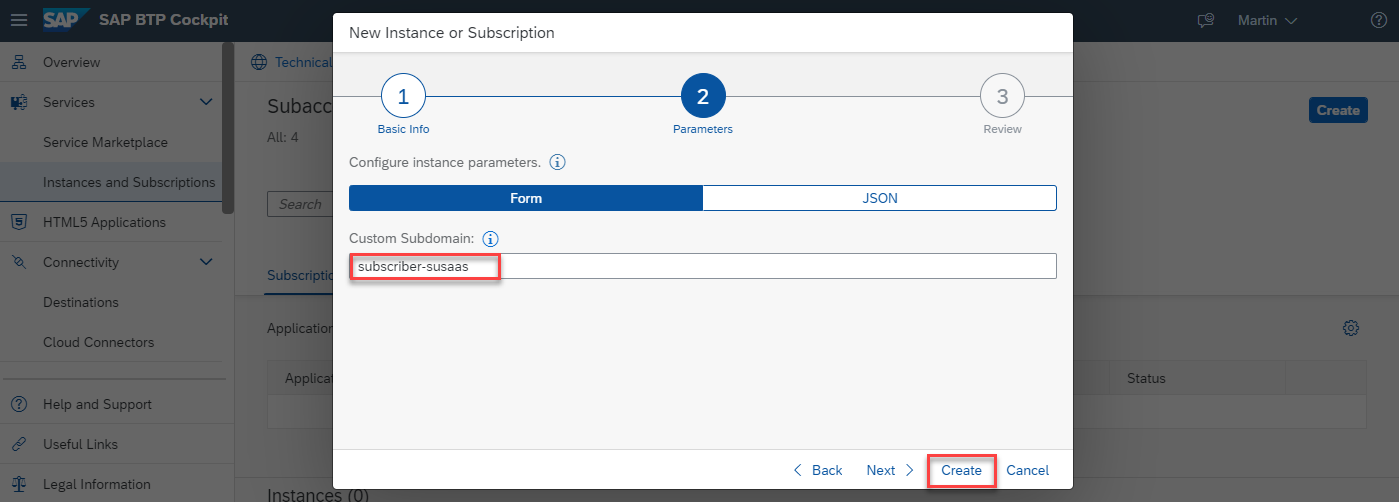 SAP SAP BTP Cockpit
Martin
Overview
Services
Service Marketplace
Instances and Subscriptions
HTML5 Applications
Connectivity
Destinations
Cloud Connectors
Help and Support
Useful Links
Legal Information
Technical
Subacc
All: 4
Create
Search
Subscriptio
Application
Applicat
Status
Instances (0)
New Instance or Subscription
1
2
3
Basic Info
Parameters
Review
Configure instance parameters.
Form
JSON
Custom Subdomain:
subscriber-susaas
Back
Next
Create
Cancel